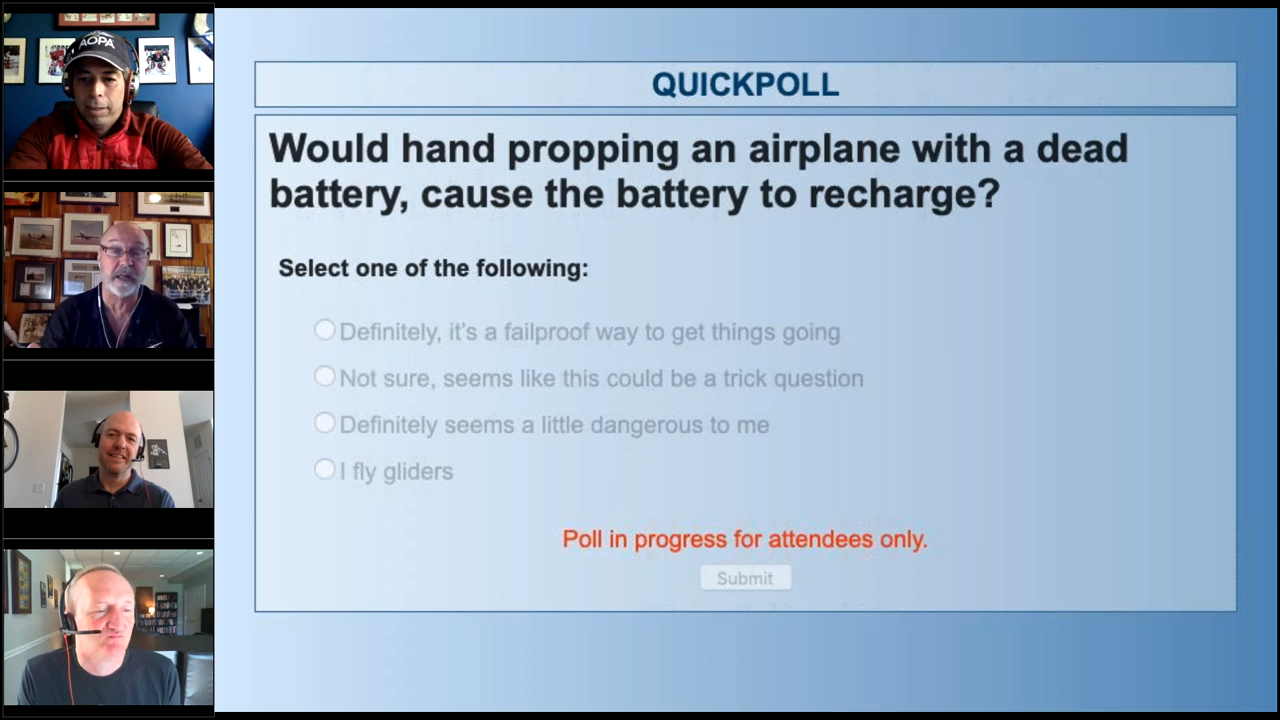 AOPA
QUICKPOLL
Would hand propping an airplane with a dead
battery, cause the battery to recharge?
Select one of the following:
Definitely, it's a failproof way to get things going
Not sure, seems like this could be a trick question
Definitely seems a little dangerous to me
I fly gliders
Poll in progress for attendees only.
Submit